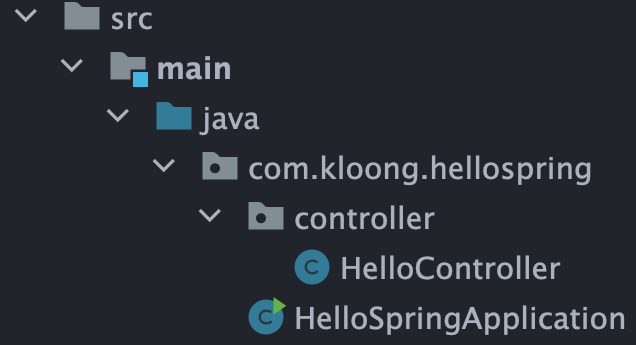 src
main
java
com.kloong.hellospring
controller
HelloController
HelloSpringApplication